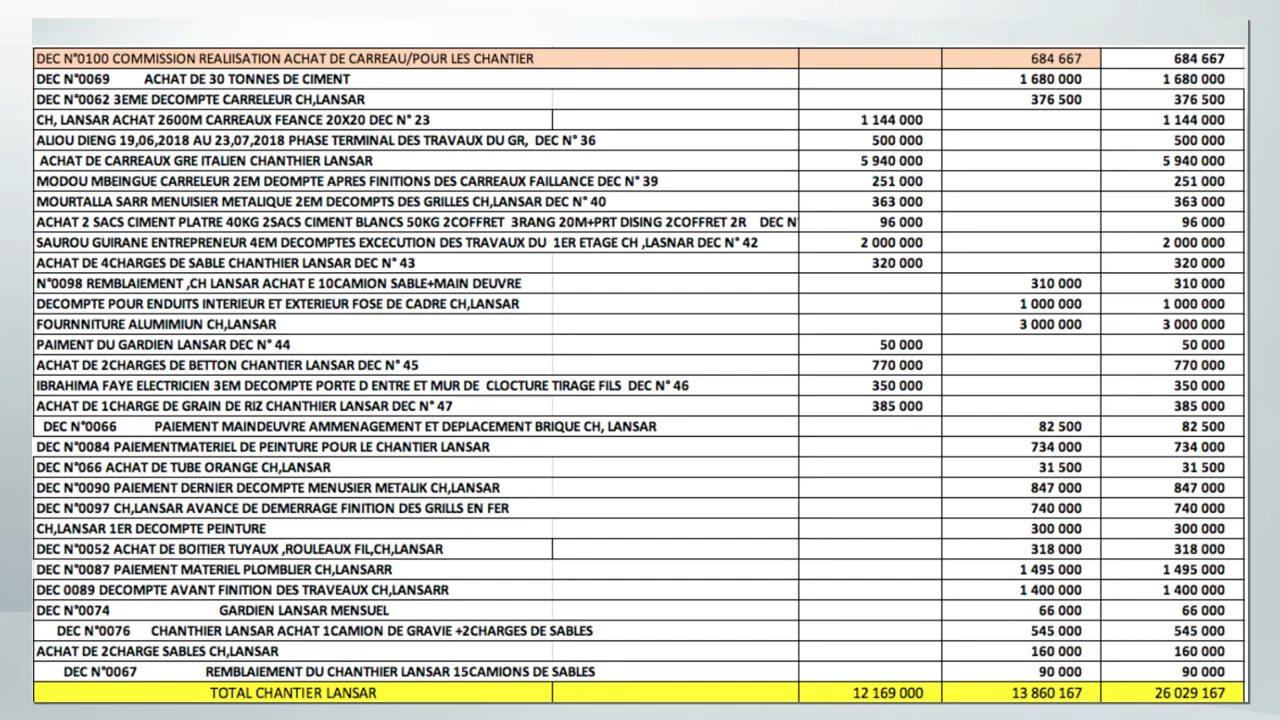 DEC N°0100 COMMISSION REALIISATION ACHAT DE CARREAU/POUR LES CHANTIER 684 667 684 667
DEC N°0069 ACHAT DE 30 TONNES DE CIMENT 1 680 000 1 680 000
DEC N°0062 3EME DECOMPTE CARRELEUR CH,LANSAR 376 500 376 500
CH, LANSAR ACHAT 2600M CARREAUX FEANCE 20X20 DEC N° 23 1 144 000 1 144 000
ALIOU DIENG 19,06,2018 AU 23,07,2018 PHASE TERMINAL DES TRAVAUX DU GR, DEC N° 36 500 000 500 000
ACHAT DE CARREAUX GRE ITALIEN CHANTHIER LANSAR 5 940 000 5 940 000
MODOU MBEINGUE CARRELEUR 2EM DEOMPTE APRES FINITIONS DES CARREAUX FAILLANCE DEC N° 39 251 000 251 000
MOURTALLA SARR MENUISIER METALIQUE 2EM DECOMPTS DES GRILLES CH,LANSAR DEC N° 40 363 000 363 000
ACHAT 2 SACS CIMENT PLATRE 40KG 2SACS CIMENT BLANCS 50KG 2COFFRET 3RANG 20M+PRT DISING 2COFFRET 2R DEC N 96 000 96 000
SAUROU GUIRANE ENTREPRENEUR 4EM DECOMPTES EXCECUTION DES TRAVAUX DU 1ER ETAGE CH ,LASNAR DEC N° 42 2 000 000 2 000 000
ACHAT DE 4CHARGES DE SABLE CHANTHIER LANSAR DEC N° 43 320 000 320 000
N°0098 REMBLAIEMENT ,CH LANSAR ACHAT E 10CAMION SABLE+MAIN DEUVRE 310 000 310 000
DECOMPTE POUR ENDUITS INTERIEUR ET EXTERIEUR FOSE DE CADRE CH,LANSAR 1 000 000 1 000 000
FOURNNITURE ALUMIMIUN CH,LANSAR 3 000 000 3 000 000
PAIMENT DU GARDIEN LANSAR DEC N° 44 50 000 50 000
ACHAT DE 2CHARGES DE BETTON CHANTIER LANSAR DEC N° 45 770 000 770 000
IBRAHIMA FAYE ELECTRICIEN 3EM DECOMPTE PORTE D ENTRE ET MUR DE CLOCTURE TIRAGE FILS DEC N° 46 350 000 350 000
ACHAT DE 1CHARGE DE GRAIN DE RIZ CHANTHIER LANSAR DEC N° 47 385 000 385 000
DEC N°0066 PAIEMENT MAINDEUVRE AMMENAGEMENT ET DEPLACEMENT BRIQUE CH, LANSAR 82 500 82 500
DEC N°0084 PAIEMENTMATERIEL DE PEINTURE POUR LE CHANTIER LANSAR 734 000 734 000
DEC N°066 ACHAT DE TUBE ORANGE CH,LANSAR 31 500 31 500
DEC N°0090 PAIEMENT DERNIER DECOMPTE MENUSIER METALIK CH,LANSAR 847 000 847 000
DEC N°0097 CH,LANSAR AVANCE DE DEMERRAGE FINITION DES GRILLS EN FER 740 000 740 000
CH,LANSAR 1ER DECOMPTE PEINTURE 300 000 300 000
DEC N°0052 ACHAT DE BOITIER TUYAUX ,ROULEAUX FIL,CH,LANSAR 318 000 318 000
DEC N°0087 PAIEMENT MATERIEL PLOMBLIER CH,LANSARR 1 495 000 1 495 000
DEC 0089 DECOMPTE AVANT FINITION DES TRAVEAUX CH,LANSARR 1 400 000 1 400 000
DEC N°0074 GARDIEN LANSAR MENSUEL 66 000 66 000
DEC N°0076 CHANTHIER LANSAR ACHAT 1CAMION DE GRAVIE +2CHARGES DE SABLES 545 000 545 000
ACHAT DE 2CHARGE SABLES CH,LANSAR 160 000 160 000
DEC N°0067 REMBLAIEMENT DU CHANTHIER LANSAR 15CAMIONS DE SABLES 90 000 90 000
TOTAL CHANTIER LANSAR 12 169 000 13 860 167 26 029 167